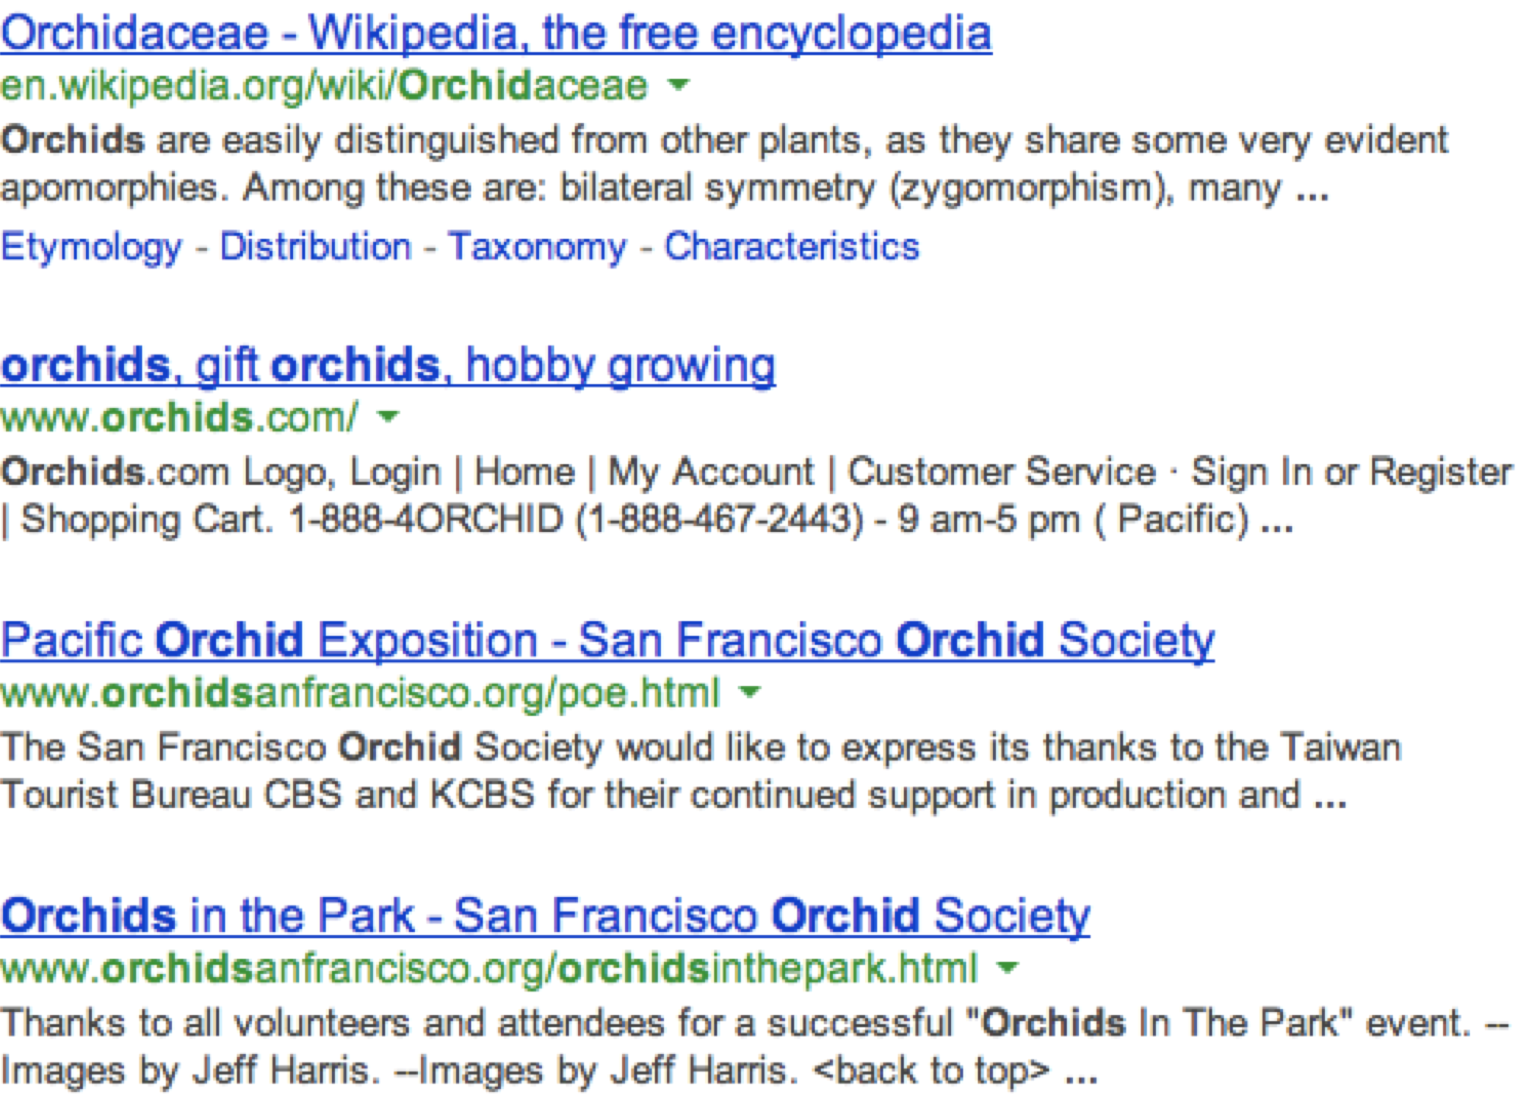 Orchidaceae - Wikipedia, the free encyclopedia
en.wikipedia.org/wiki/Orchidaceae
Orchids are easily distinguished from other plants, as they share some very evident
apomorphies. Among these are: bilateral symmetry (zygomorphism), many ...
Etymology - Distribution - Taxonomy - Characteristics
orchids, gift orchids, hobby growing
www.orchids.com/
Orchids.com Logo, Login | Home | My Account | Customer Service · Sign In or Register
| Shopping Cart. 1-888-4ORCHID (1-888-467-2443) - 9 am-5 pm ( Pacific) ...
Pacific Orchid Exposition - San Francisco Orchid Society
www.orchidsanfrancisco.org/poe.html
The San Francisco Orchid Society would like to express its thanks to the Taiwan
Tourist Bureau CBS and KCBS for their continued support in production and ...
Orchids in the Park - San Francisco Orchid Society
www.orchidsanfrancisco.org/orchidsinthepark.html
Thanks to all volunteers and attendees for a successful "Orchids In The Park" event. --
Images by Jeff Harris. --Images by Jeff Harris. <back to top> ...